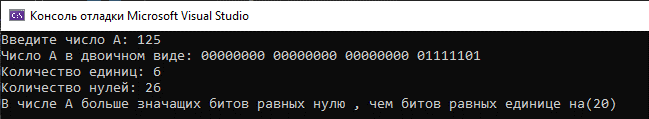 Консоль отладки Microsoft Visual Studio
Введите число A: 125
Число A в двоичном виде: 00000000 00000000 00000000 01111101
Количество единиц: 6
Количество нулей: 26
В числе A больше значащих битов равных нулю , чем битов равных единице на(20)